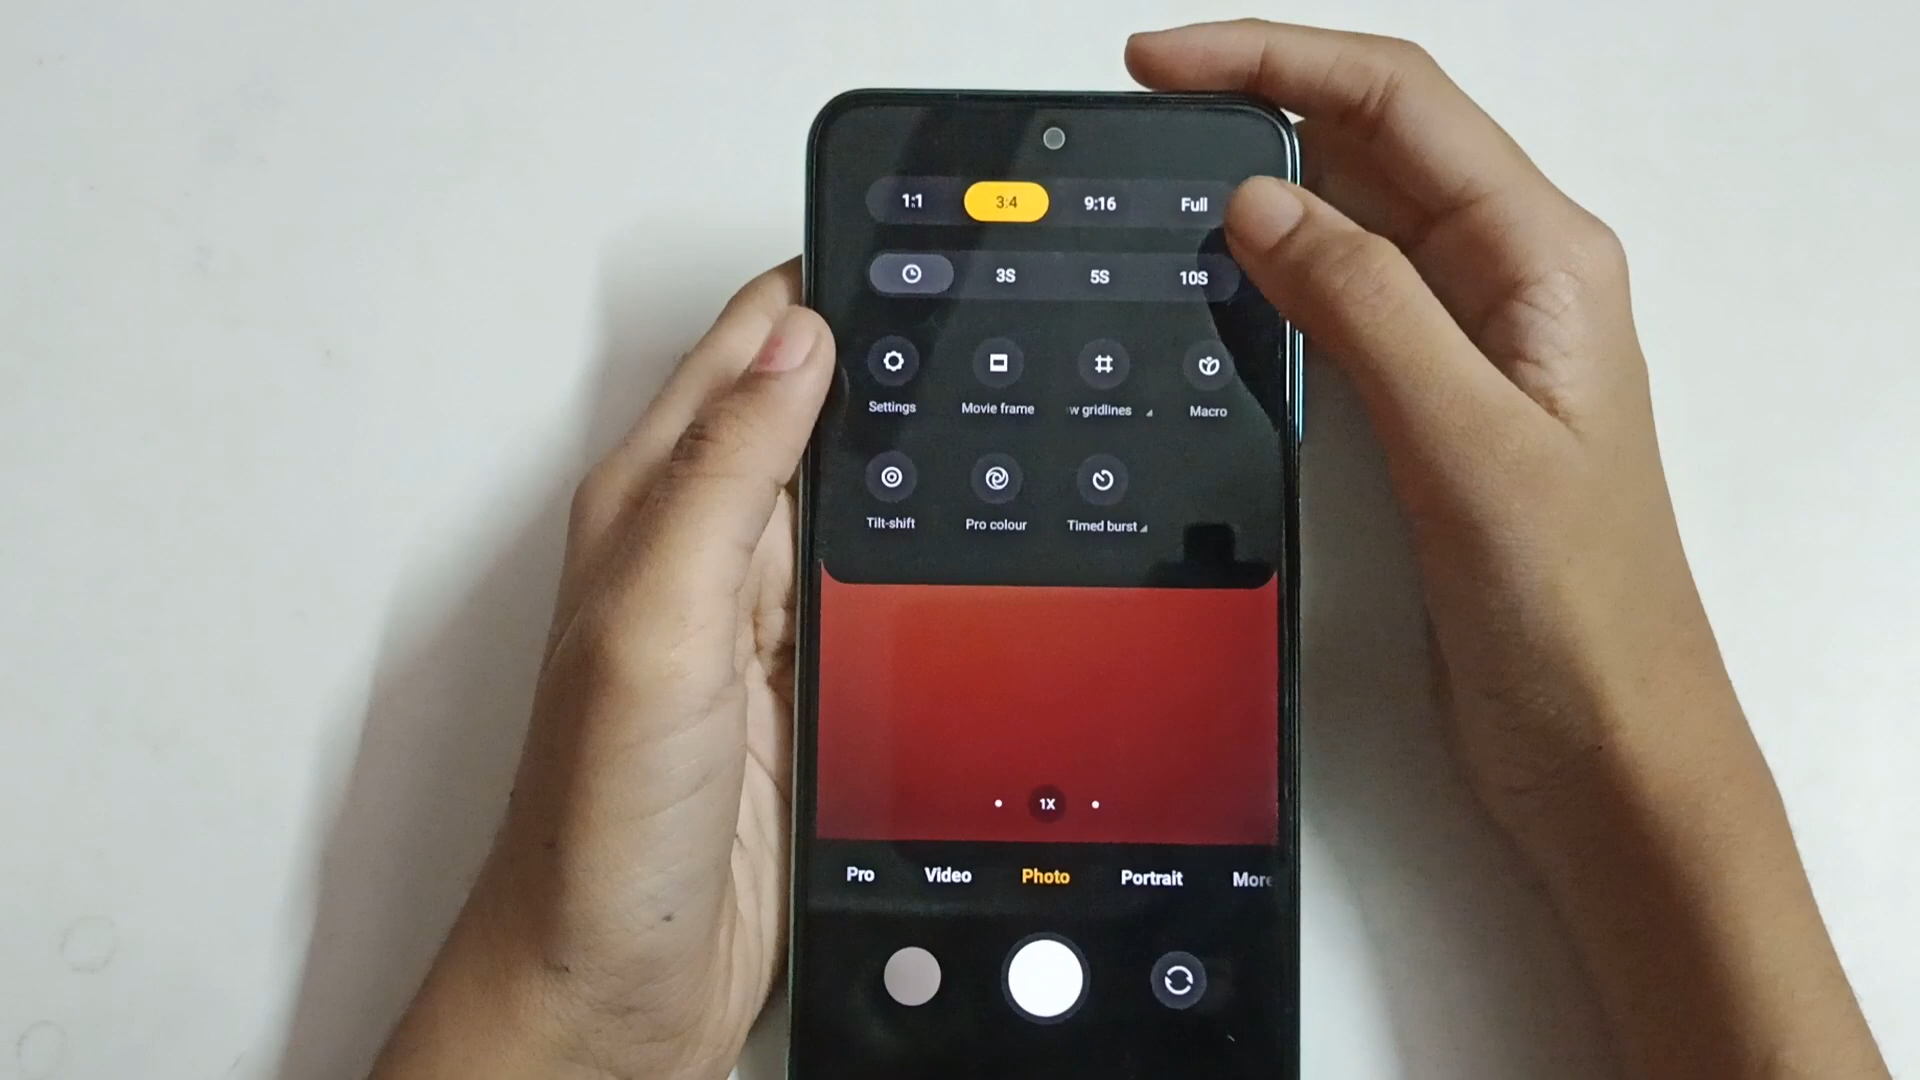 1:1 3:4 9:16 Full
3S 5S 10S
Settings Movie frame w gridlines Macro
Tilt-shift Pro colour Timed burst
1X
Pro Video Photo Portrait More